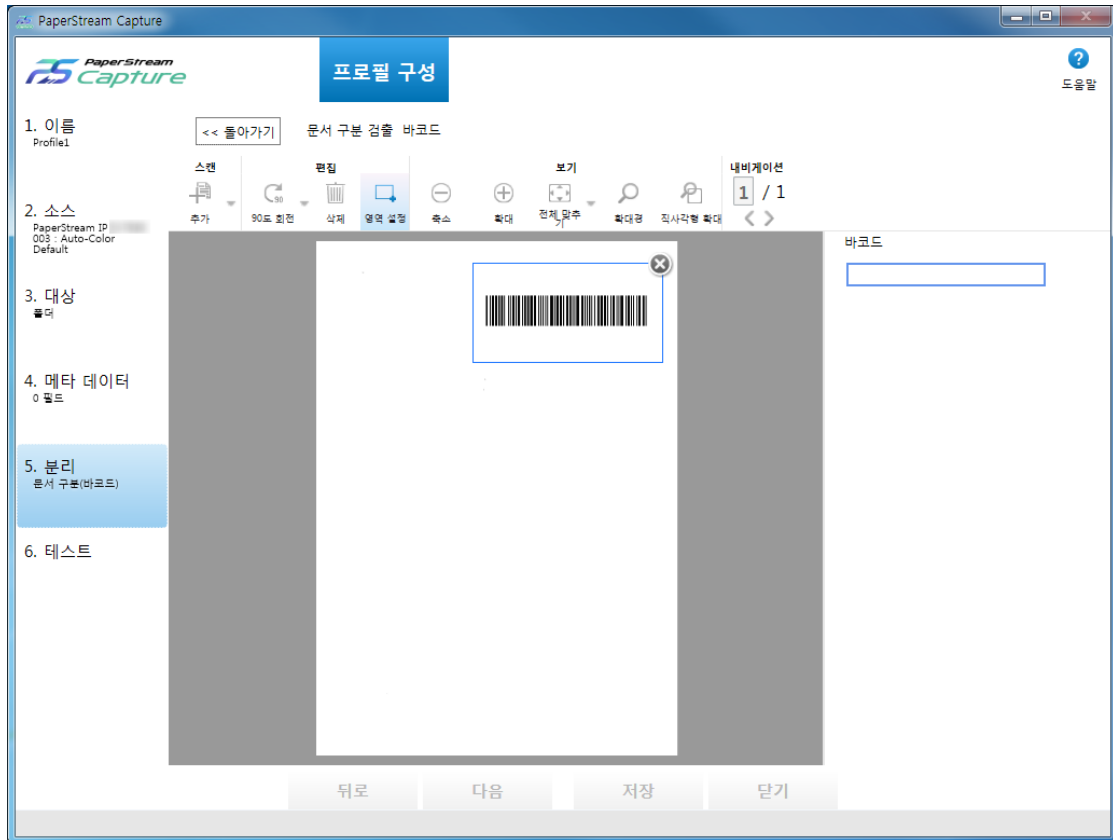 PaperStream Capture
PaperStream
Capture
프로필 구성
도움말
1. 이름
Profile1
<< 돌아가기
문서 구분 검출 바코드
스캔
편집
보기
내비게이션
추가
90
90도 회전
삭제
영역 설정
축소
확대
전체 맞추
기
확대경
직사각형 확대
1 / 1
2. 소스
PaperStream IP
003 : Auto-Color
Default
바코드
3. 대상
폴더
4. 메타 데이터
0 필드
5. 분리
문서 구분(바코드)
6. 테스트
뒤로
다음
저장
닫기